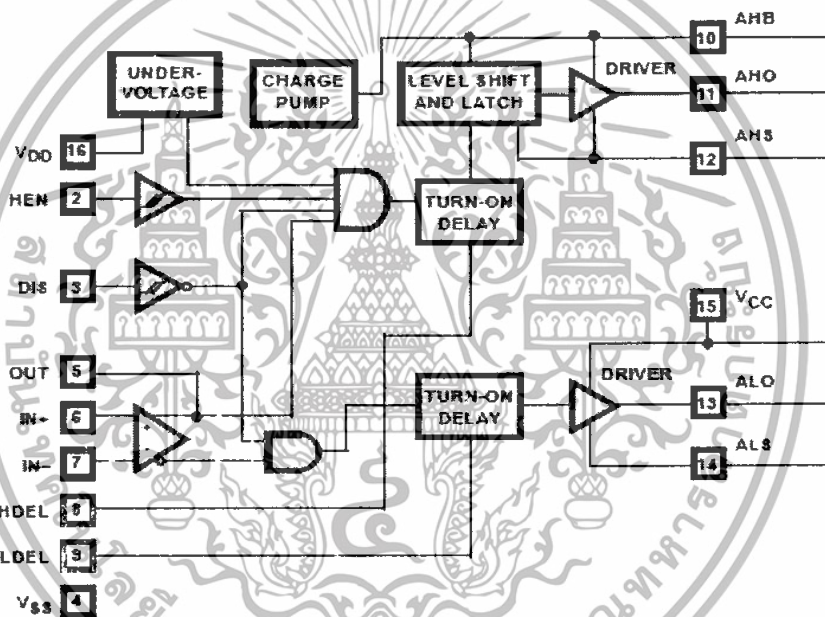 AHB
10
UNDER-
VOLTAGE
CHARGE
PUMP
LEVEL SHIFT
AND LATCH
DRIVER
11
AHO
VDD
16
12
AHS
HEN
2
TURN-ON
DELAY
DIS
3
15
VCC
OUT
5
DRIVER
TURN-ON
DELAY
13
ALO
IN+
6
IN-
7
14
ALS
HDEL
8
LDEL
9
VSS
4